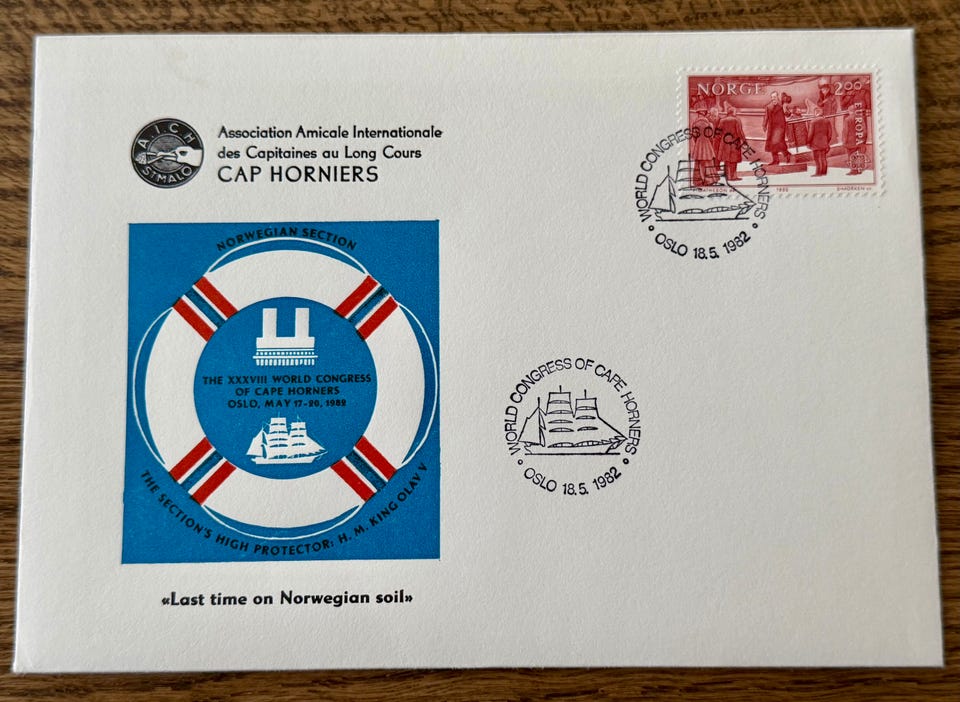 A.I.C.H
ST MALO
Association Amicale Internationale
des Capitaines au Long Cours
CAP HORNIERS
NORGE 2.00
EUROPA
1982
WORLD CONGRESS OF CAPE HORNERS
• OSLO 18.5. 1982 •
NORWEGIAN SECTION
THE XXXVIII WORLD CONGRESS
OF CAPE HORNERS
OSLO, MAY 17-20, 1982
THE SECTION'S HIGH PROTECTOR: H. M. KING OLAV V
WORLD CONGRESS OF CAPE HORNERS
• OSLO 18.5. 1982 •
«Last time on Norwegian soil»